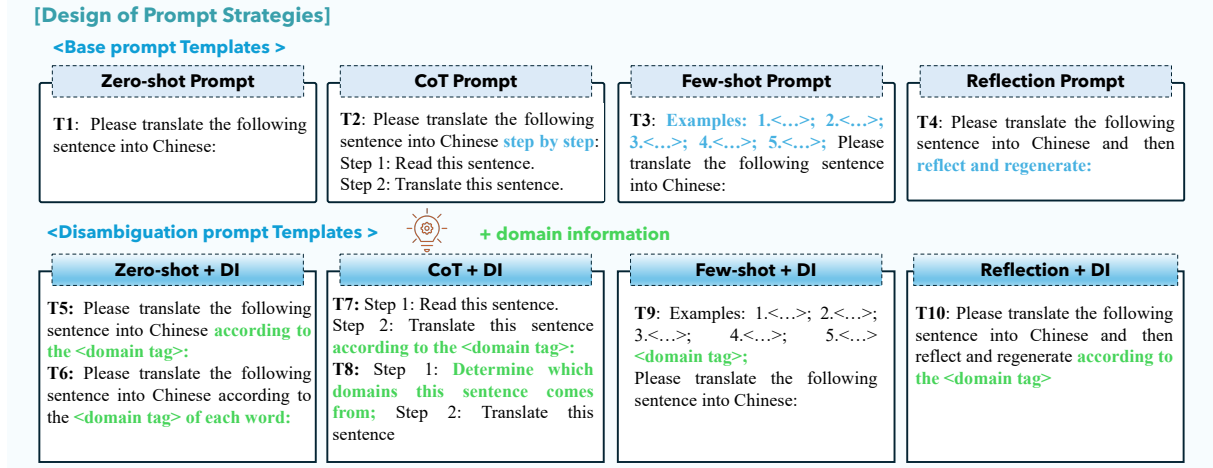 [Design of Prompt Strategies]
<Base prompt Templates >
Zero-shot Prompt
T1: Please translate the following
sentence into Chinese:
CoT Prompt
T2: Please translate the following
sentence into Chinese step by step:
Step 1: Read this sentence.
Step 2: Translate this sentence.
Few-shot Prompt
T3: Examples: 1.<...>; 2.<...>;
3.<...>; 4.<...>; 5.<...>; Please
translate the following sentence
into Chinese:
Reflection Prompt
T4: Please translate the following
sentence into Chinese and then
reflect and regenerate:
<Disambiguation prompt Templates >
+ domain information
Zero-shot + DI
T5: Please translate the following
sentence into Chinese according to
the <domain tag>:
T6: Please translate the following
sentence into Chinese according to
the <domain tag> of each word:
CoT + DI
T7: Step 1: Read this sentence.
Step 2: Translate this sentence
according to the <domain tag>:
T8: Step 1: Determine which
domains this sentence comes
from; Step 2: Translate this
sentence
Few-shot + DI
T9: Examples: 1.<...>; 2.<...>;
3.<...>; 4.<...>; 5.<...>
<domain tag>;
Please translate the following
sentence into Chinese:
Reflection + DI
T10: Please translate the following
sentence into Chinese and then
reflect and regenerate according to
the <domain tag>